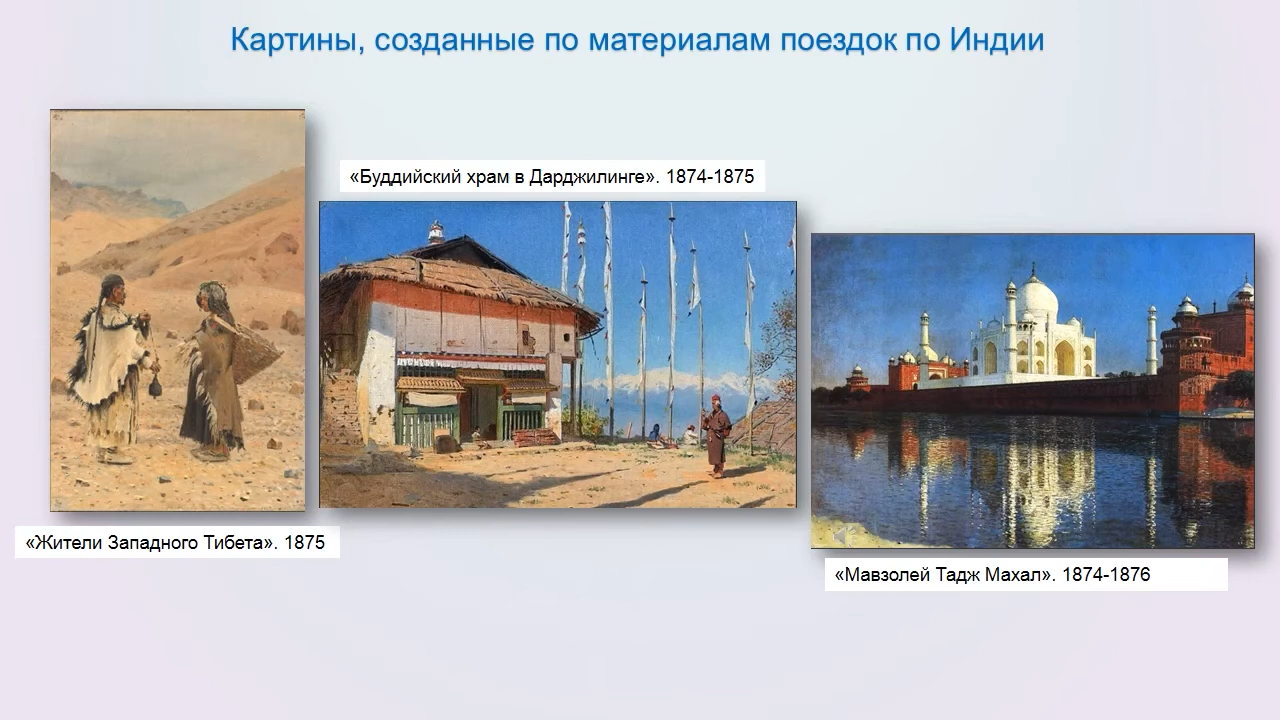 Картины, созданные по материалам поездок по Индии
«Буддийский храм в Дарджилинге». 1874-1875
«Жители Западного Тибета». 1875
«Мавзолей Тадж Махал». 1874-1876